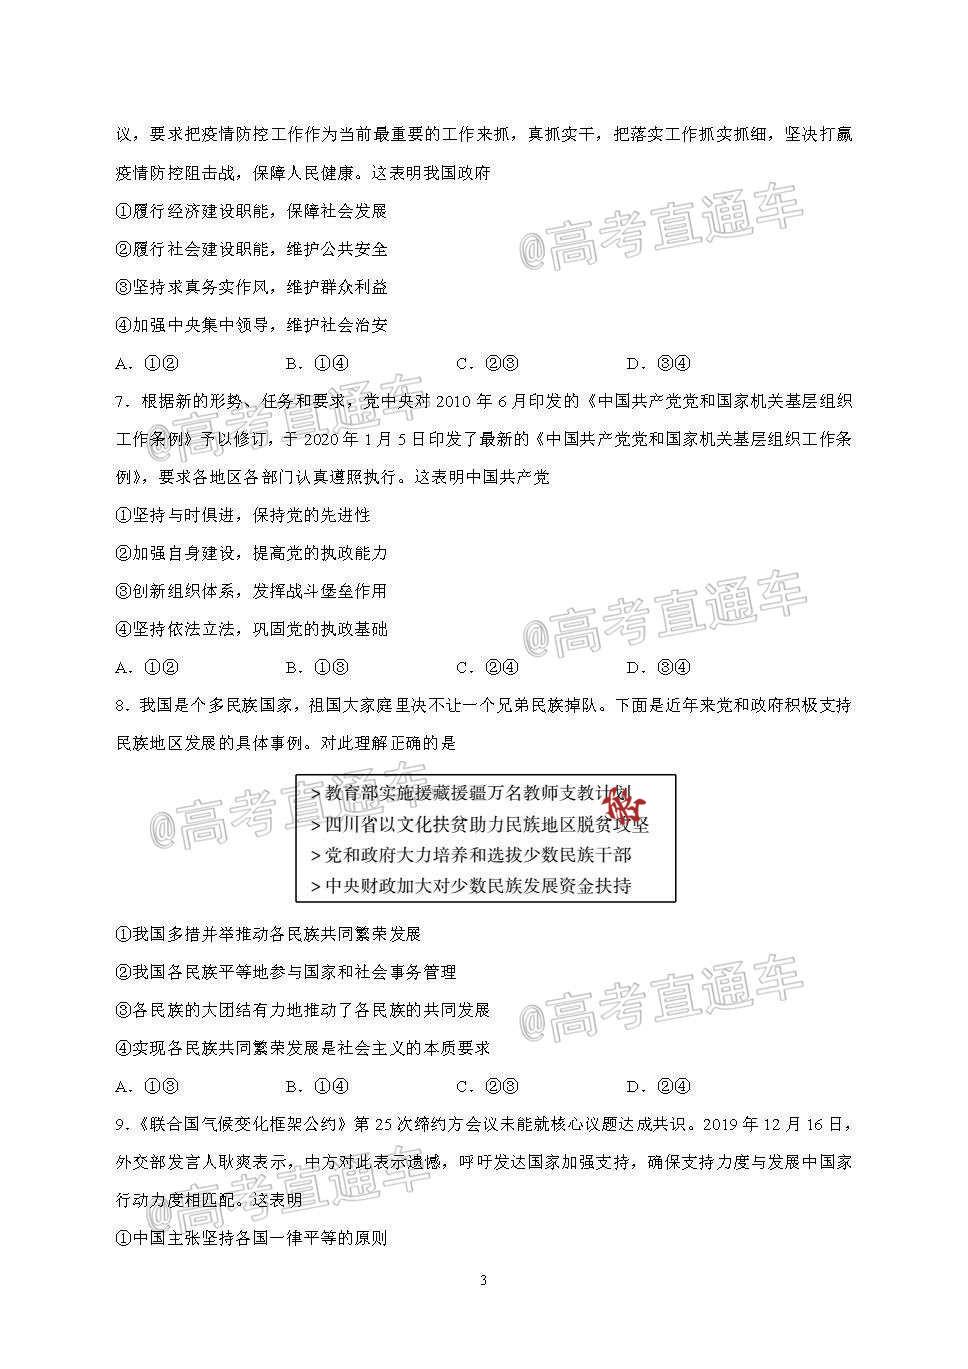 议，要求把疫情防控工作作为当前最重要的工作来抓，真抓实干，把落实工作抓实抓细，坚决打赢
疫情防控阻击战，保障人民健康。这表明我国政府
①履行经济建设职能，保障社会发展
②履行社会建设职能，维护公共安全
③坚持求真务实作风，维护群众利益
④加强中央集中领导，维护社会治安
A．①② B．①④ C．②③ D．③④
7．根据新的形势、任务和要求，党中央对 2010 年 6 月印发的《中国共产党党和国家机关基层组织
工作条例》予以修订，于 2020 年 1 月 5 日印发了最新的《中国共产党党和国家机关基层组织工作条
例》，要求各地区各部门认真遵照执行。这表明中国共产党
①坚持与时俱进，保持党的先进性
②加强自身建设，提高党的执政能力
③创新组织体系，发挥战斗堡垒作用
④坚持依法立法，巩固党的执政基础
A．①② B．①③ C．②④ D．③④
8．我国是个多民族国家，祖国大家庭里决不让一个兄弟民族掉队。下面是近年来党和政府积极支持
民族地区发展的具体事例。对此理解正确的是
>教育部实施援藏援疆万名教师支教计划
>四川省以文化扶贫助力民族地区脱贫攻坚
>党和政府大力培养和选拔少数民族干部
>中央财政加大对少数民族发展资金扶持
①我国多措并举推动各民族共同繁荣发展
②我国各民族平等地参与国家和社会事务管理
③各民族的大团结有力地推动了各民族的共同发展
④实现各民族共同繁荣发展是社会主义的本质要求
A．①③ B．①④ C．②③ D．②④
9．《联合国气候变化框架公约》第 25 次缔约方会议未能就核心议题达成共识。2019 年 12 月 16 日，
外交部发言人耿爽表示，中方对此表示遗憾，呼吁发达国家加强支持，确保支持力度与发展中国家
行动力度相匹配。这表明
①中国主张坚持各国一律平等的原则
3
@高考直通车
@高考直通车
@高考直通车
@高考直通车
@高考直通车
@高考直通车